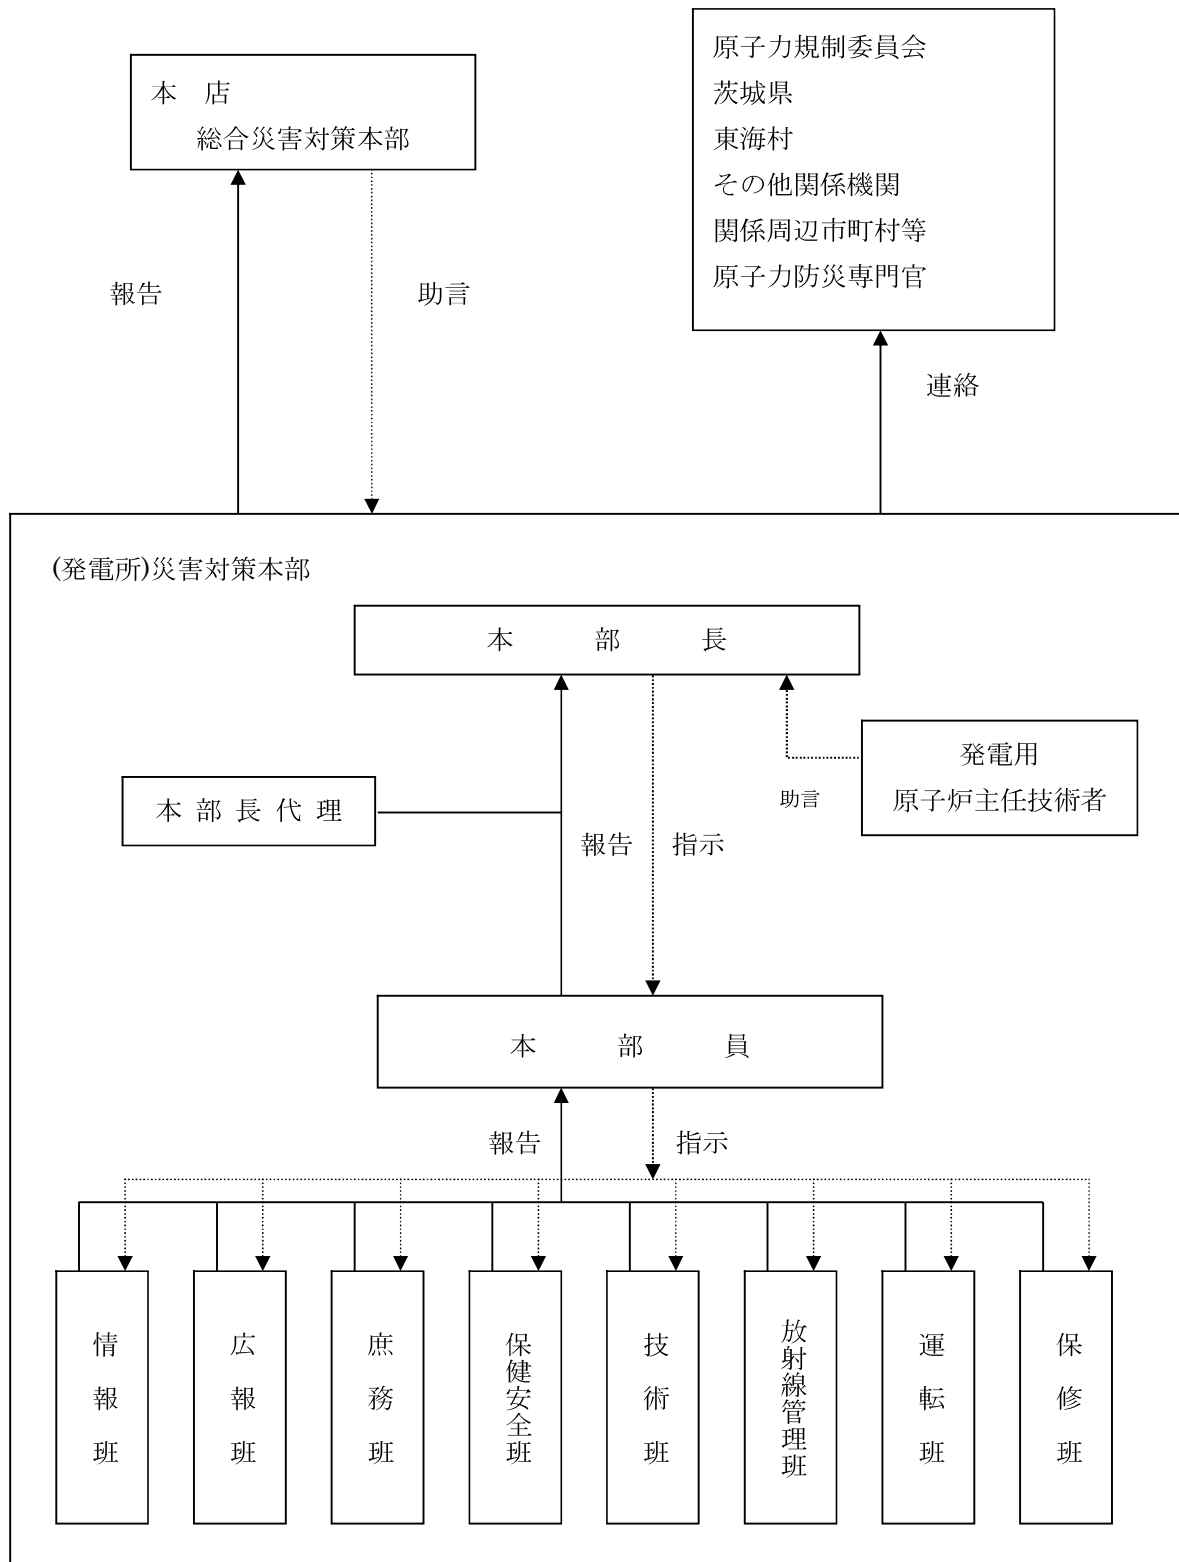 本　店
総合災害対策本部
原子力規制委員会
茨城県
東海村
その他関係機関
関係周辺市町村等
原子力防災専門官
報告
助言
連絡
(発電所)災害対策本部
本部長
発電用
原子炉主任技術者
助言
本部長代理
報告
指示
本部員
報告
指示
情報班
広報班
庶務班
保健安全班
技術班
放射線管理班
運転班
保修班